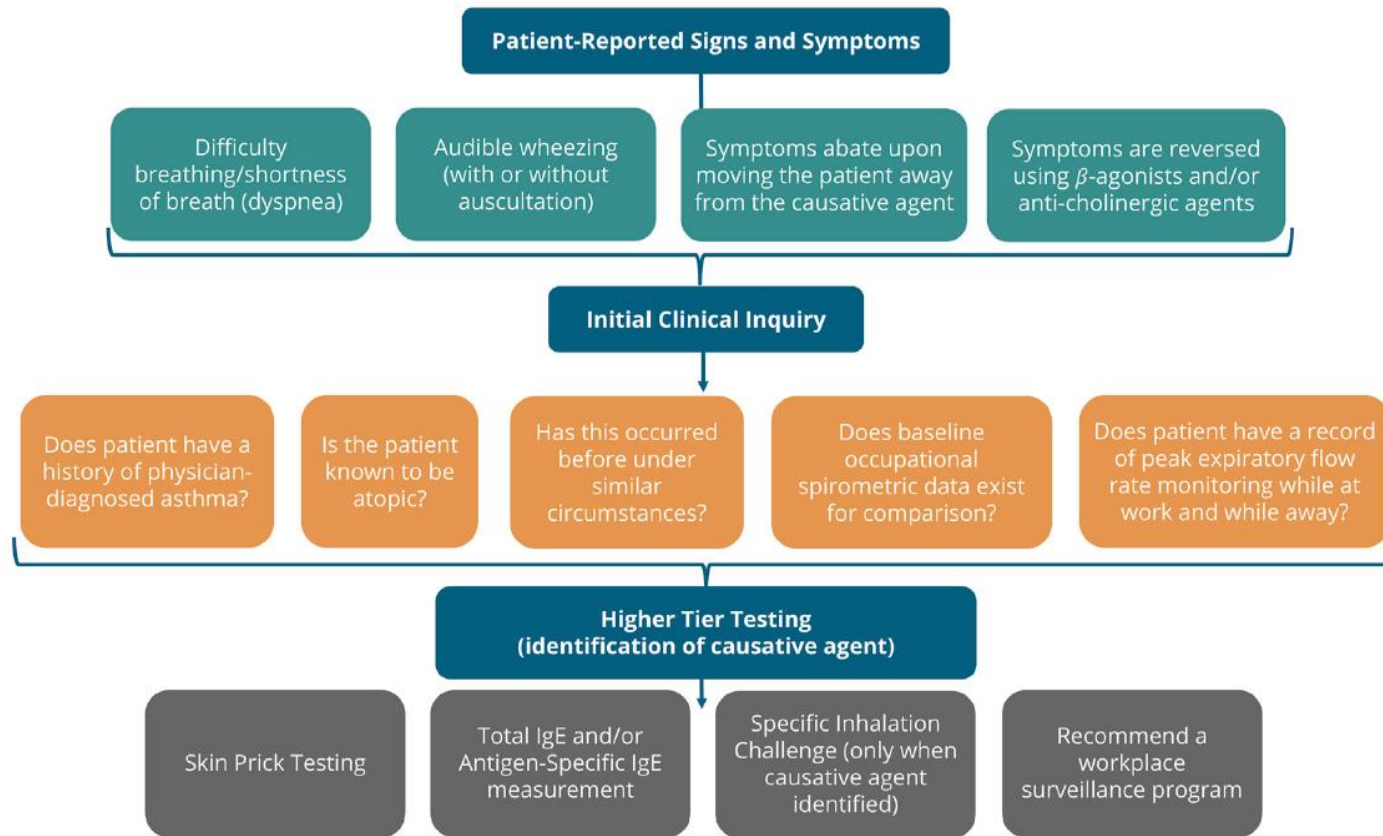 Patient-Reported Signs and Symptoms
Difficulty
breathing/shortness
of breath (dyspnea)
Audible wheezing
(with or without
auscultation)
Symptoms abate upon
moving the patient away
from the causative agent
Symptoms are reversed
using β-agonists and/or
anti-cholinergic agents
Initial Clinical Inquiry
Does patient have a
history of physician-
diagnosed asthma?
Is the patient
known to be
atopic?
Has this occurred
before under
similar
circumstances?
Does baseline
occupational
spirometric data exist
for comparison?
Does patient have a record
of peak expiratory flow
rate monitoring while at
work and while away?
Higher Tier Testing
(identification of causative agent)
Skin Prick Testing
Total IgE and/or
Antigen-Specific IgE
measurement
Specific Inhalation
Challenge (only when
causative agent
identified)
Recommend a
workplace
surveillance program